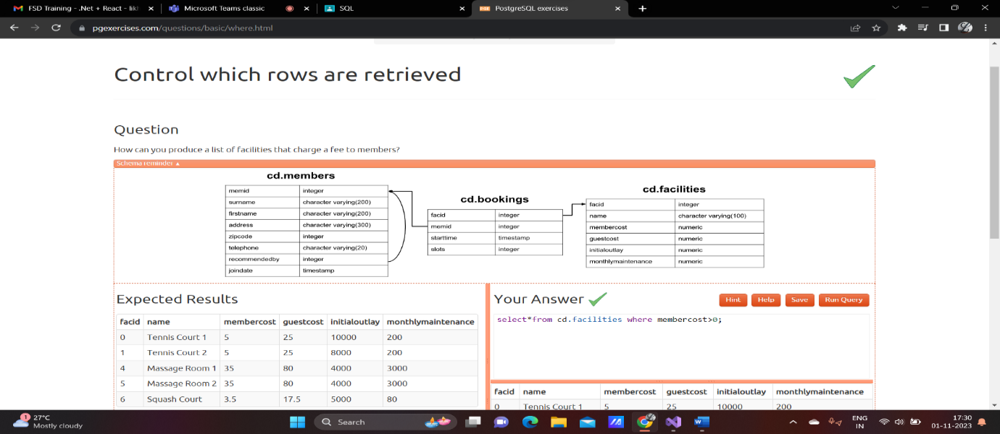 FSD Training - .Net + React - likl
Microsoft Teams classic
SQL
PostgreSQL exercises
pgexercises.com/questions/basic/where.html
Control which rows are retrieved
Question
How can you produce a list of facilities that charge a fee to members?
Schema reminder ▲
cd.members
memid integer
surname character varying(200)
firstname character varying(200)
address character varying(300)
zipcode integer
telephone character varying(20)
recommendedby integer
joindate timestamp
cd.bookings
facid integer
memid integer
starttime timestamp
slots integer
cd.facilities
facid integer
name character varying(100)
membercost numeric
guestcost numeric
initialoutlay numeric
monthlymaintenance numeric
Expected Results
facid name membercost guestcost initialoutlay monthlymaintenance
0 Tennis Court 1 5 25 10000 200
1 Tennis Court 2 5 25 8000 200
4 Massage Room 1 35 80 4000 3000
5 Massage Room 2 35 80 4000 3000
6 Squash Court 3.5 17.5 5000 80
Your Answer
Hint Help Save Run Query
select*from cd.facilities where membercost>0;
facid name membercost guestcost initialoutlay monthlymaintenance
0 Tennis Court 1 5 25 10000 200
1
27°C
Mostly cloudy
Search
ENG
IN
17:30
01-11-2023